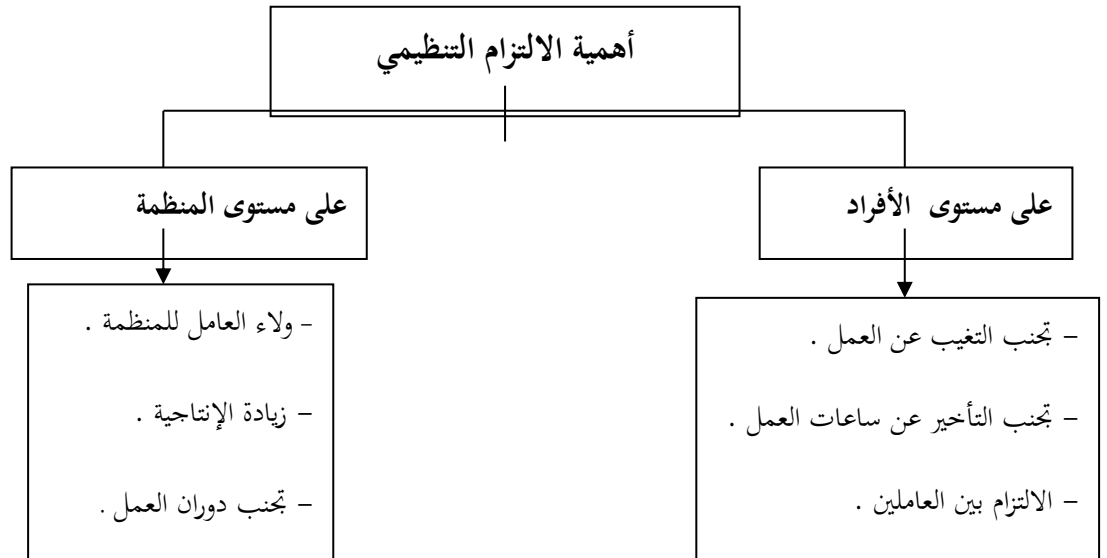 أهمية الالتزام التنظيمي
على مستوى الأفراد
على مستوى المنظمة
– تجنب التغيب عن العمل .
– تجنب التأخير عن ساعات العمل .
– الالتزام بين العاملين .
- ولاء العامل للمنظمة .
– زيادة الإنتاجية .
– تجنب دوران العمل .